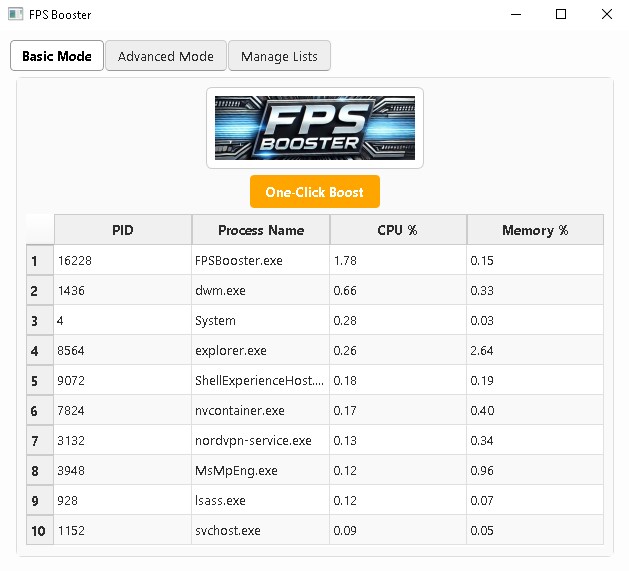 FPS Booster
Basic Mode Advanced Mode Manage Lists
FPS
BOOSTER
One-Click Boost
PID Process Name CPU % Memory %
1 16228 FPSBooster.exe 1.78 0.15
2 1436 dwm.exe 0.66 0.33
3 4 System 0.28 0.03
4 8564 explorer.exe 0.26 2.64
5 9072 ShellExperienceHost.... 0.18 0.19
6 7824 nvcontainer.exe 0.17 0.40
7 3132 nordvpn-service.exe 0.13 0.34
8 3948 MsMpEng.exe 0.12 0.96
9 928 lsass.exe 0.12 0.07
10 1152 svchost.exe 0.09 0.05